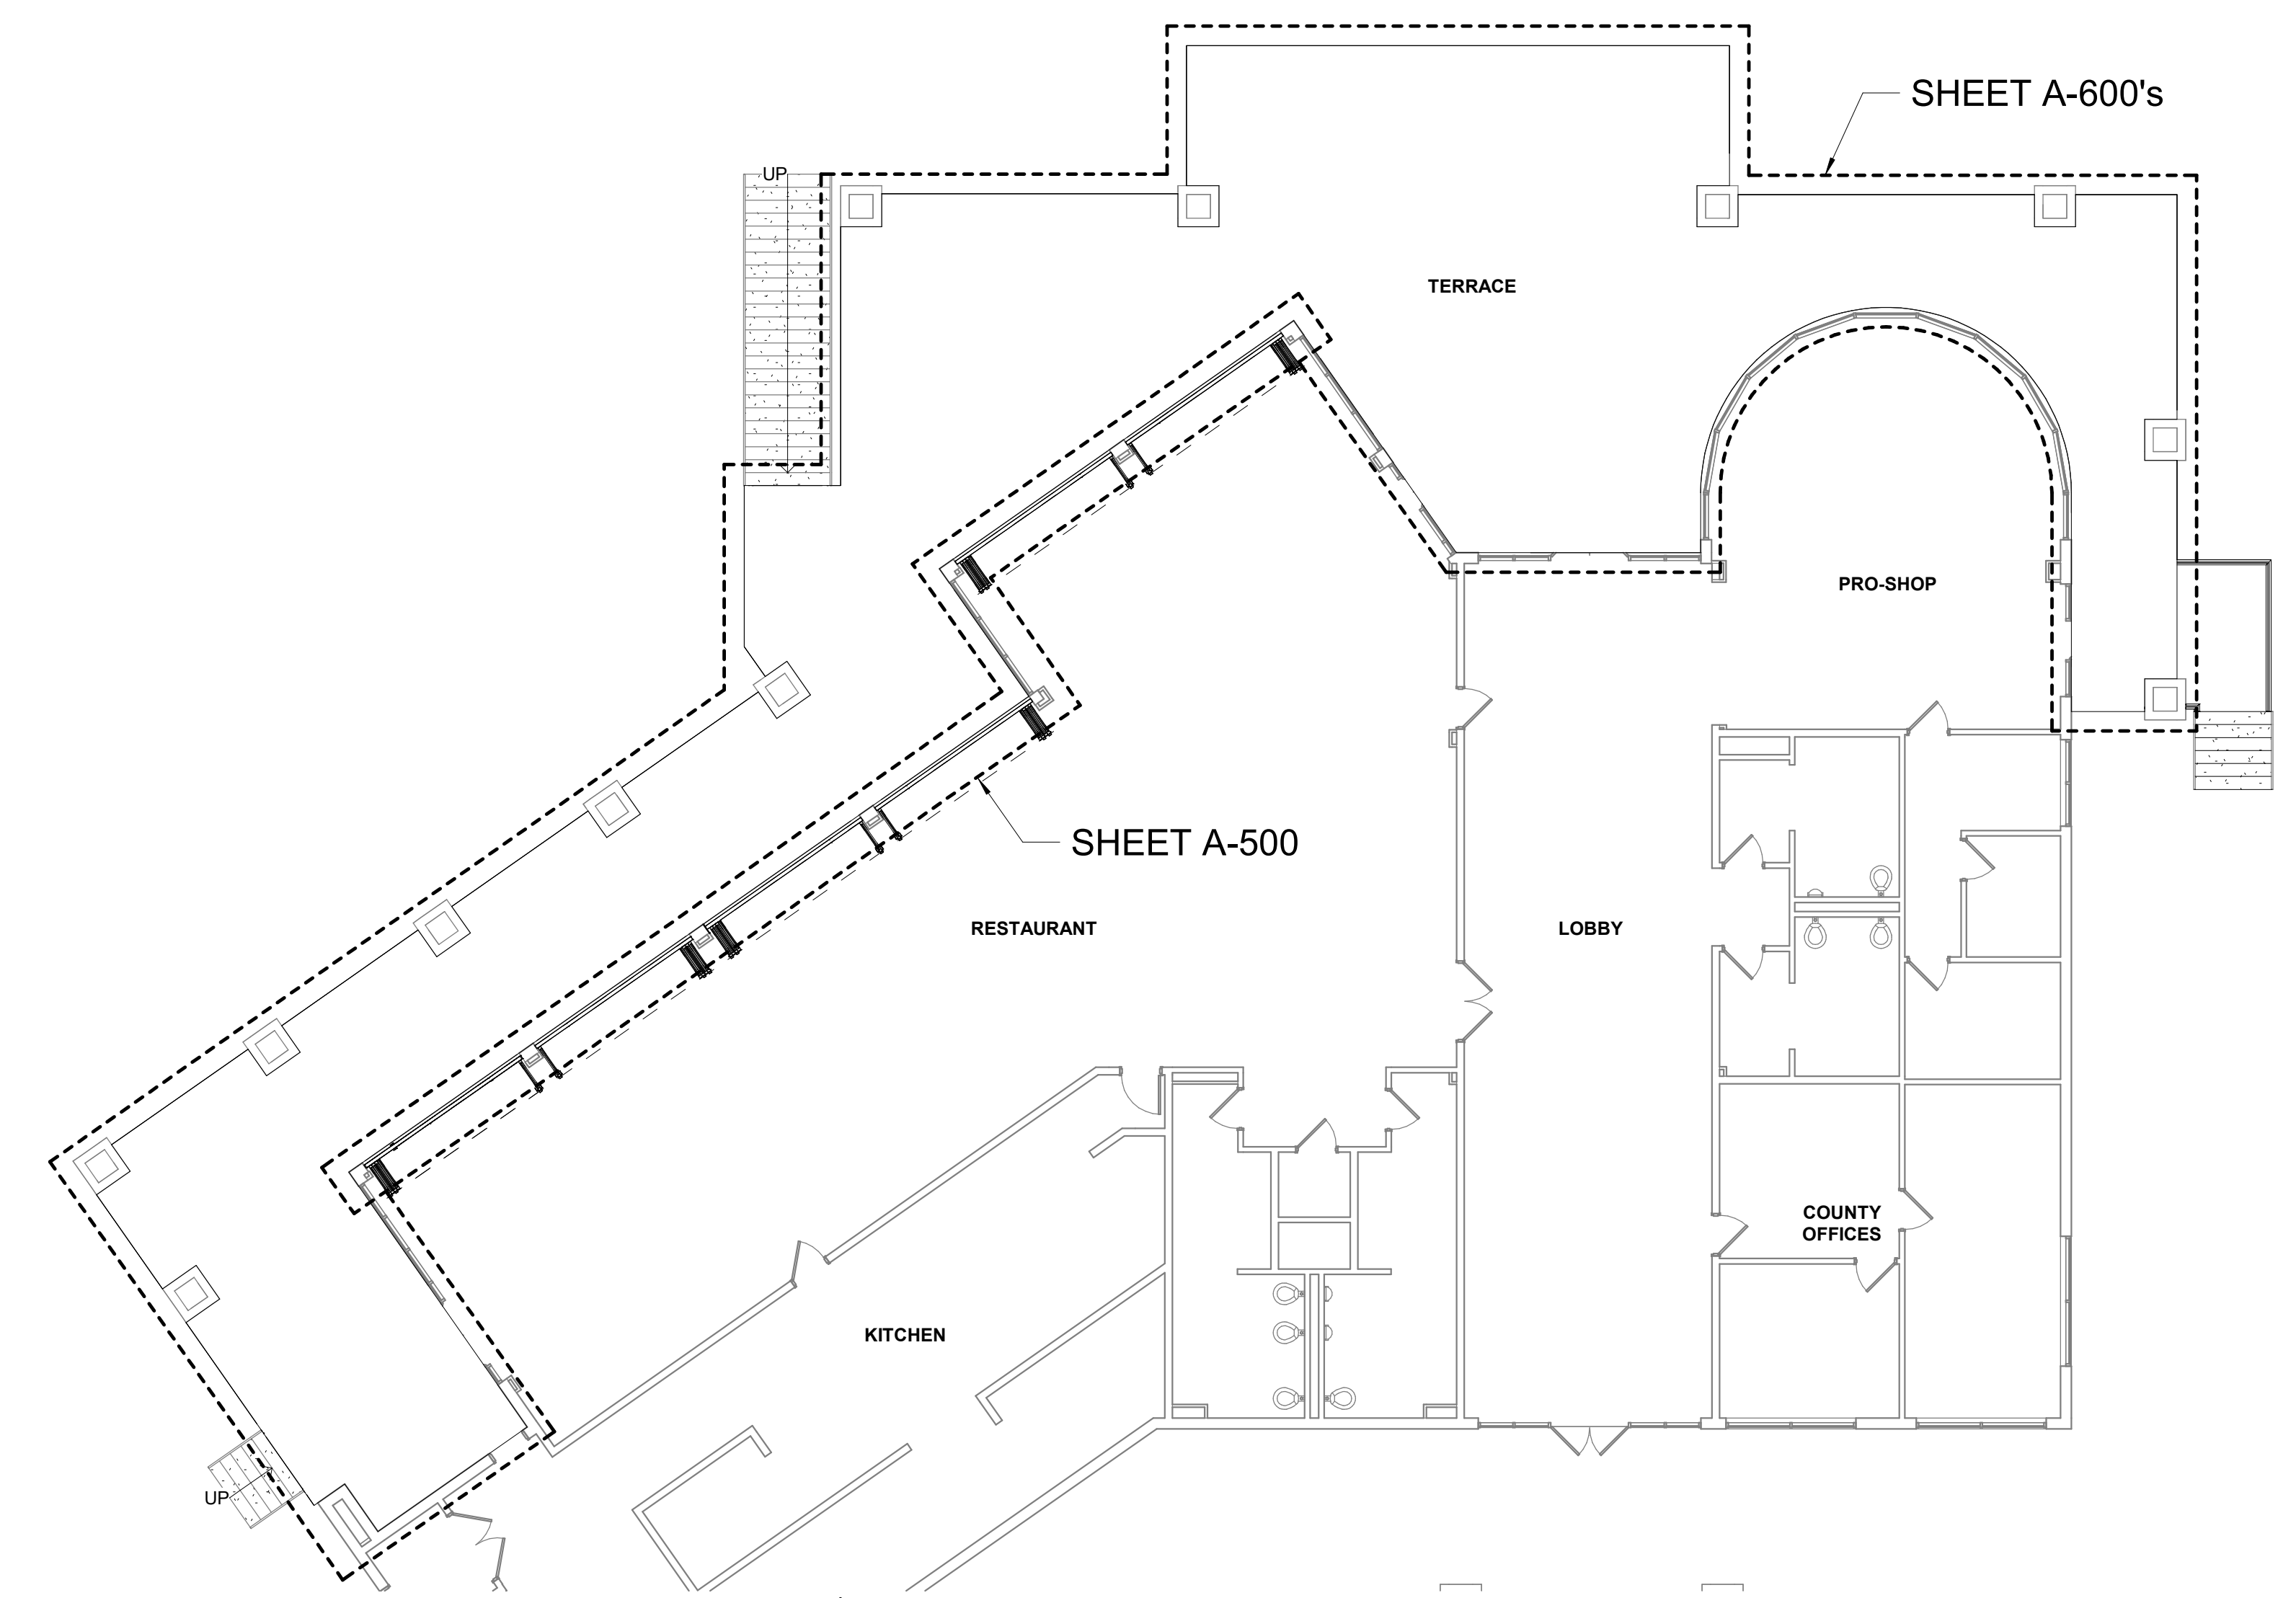 SHEET A-600's
UP
TERRACE
PRO-SHOP
SHEET A-500
RESTAURANT
LOBBY
COUNTY
OFFICES
KITCHEN
UP